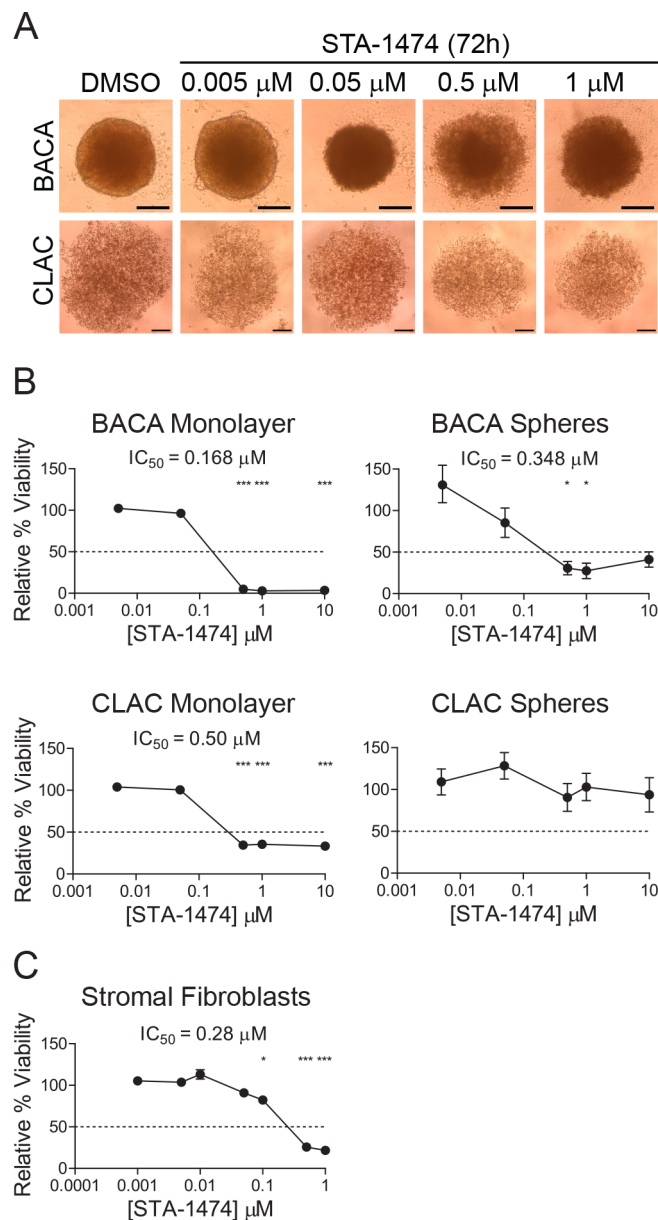 A
STA-1474 (72h)
DMSO 0.005 μM 0.05 μM 0.5 μM 1 μM
BACA
CLAC
B
BACA Monolayer
IC50 = 0.168 μM
*** *** ***
150
100
50
0
0.001 0.01 0.1 1 10
Relative % Viability
[STA-1474] μM
BACA Spheres
IC50 = 0.348 μM
* *
150
100
50
0
0.001 0.01 0.1 1 10
Relative % Viability
[STA-1474] μM
CLAC Monolayer
IC50 = 0.50 μM
*** *** ***
150
100
50
0
0.001 0.01 0.1 1 10
Relative % Viability
[STA-1474] μM
CLAC Spheres
150
100
50
0
0.001 0.01 0.1 1 10
Relative % Viability
[STA-1474] μM
C
Stromal Fibroblasts
IC50 = 0.28 μM
* *** ***
150
100
50
0
0.0001 0.001 0.01 0.1 1
Relative % Viability
[STA-1474] μM